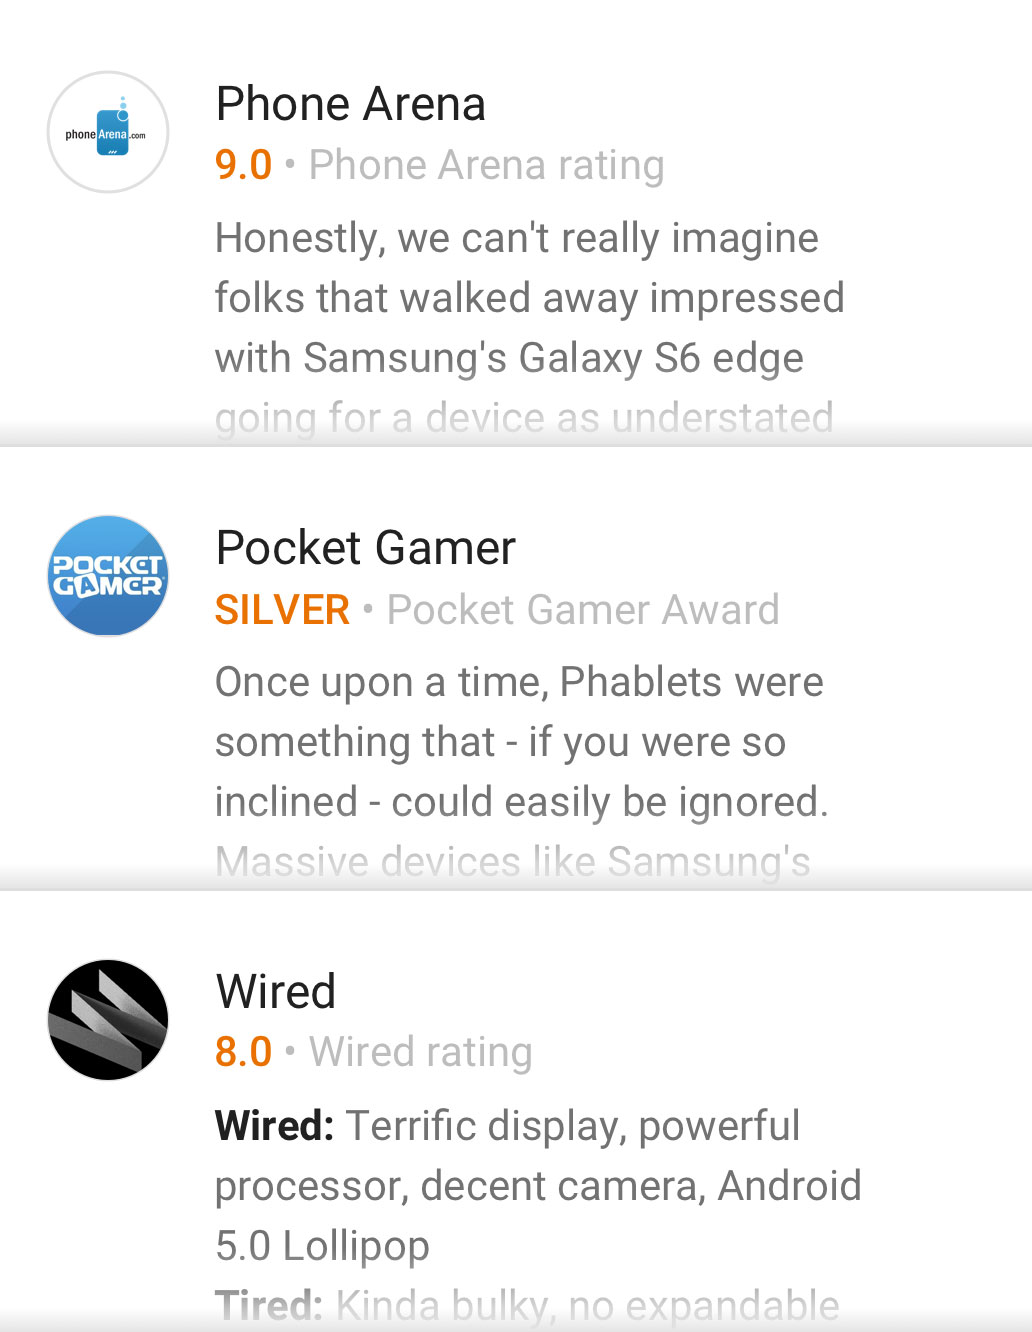 phoneArena.com
Phone Arena
9.0 • Phone Arena rating
Honestly, we can't really imagine
folks that walked away impressed
with Samsung's Galaxy S6 edge
going for a device as understated
POCKET
GAMER
Pocket Gamer
SILVER • Pocket Gamer Award
Once upon a time, Phablets were
something that - if you were so
inclined - could easily be ignored.
Massive devices like Samsung's
Wired
8.0 • Wired rating
Wired: Terrific display, powerful
processor, decent camera, Android
5.0 Lollipop
Tired: Kinda bulky, no expandable